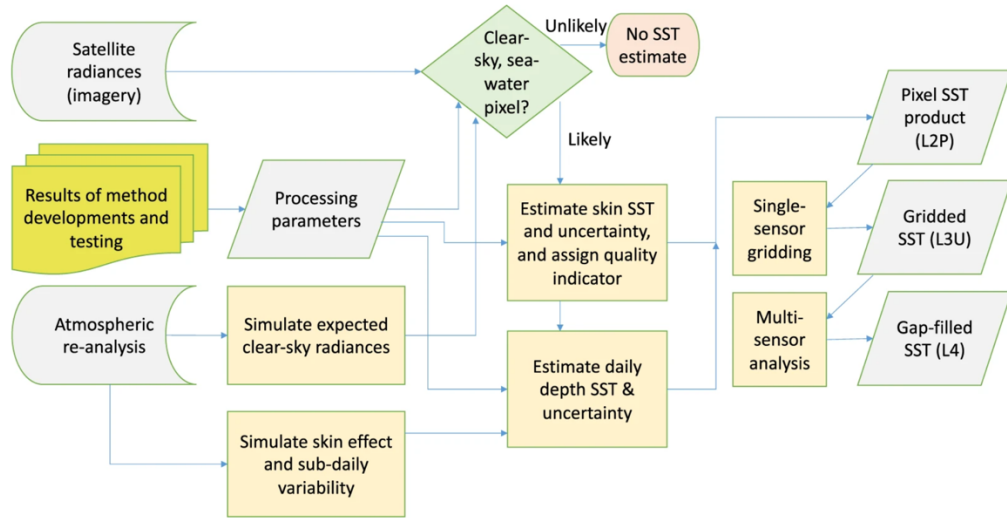 Satellite
radiances
(imagery)
Clear-
sky, sea-
water
pixel?
Unlikely
No SST
estimate
Likely
Pixel SST
product
(L2P)
Results of method
developments and
testing
Processing
parameters
Estimate skin SST
and uncertainty,
and assign quality
indicator
Single-
sensor
gridding
Gridded
SST (L3U)
Atmospheric
re-analysis
Simulate expected
clear-sky radiances
Estimate daily
depth SST &
uncertainty
Multi-
sensor
analysis
Gap-filled
SST (L4)
Simulate skin effect
and sub-daily
variability